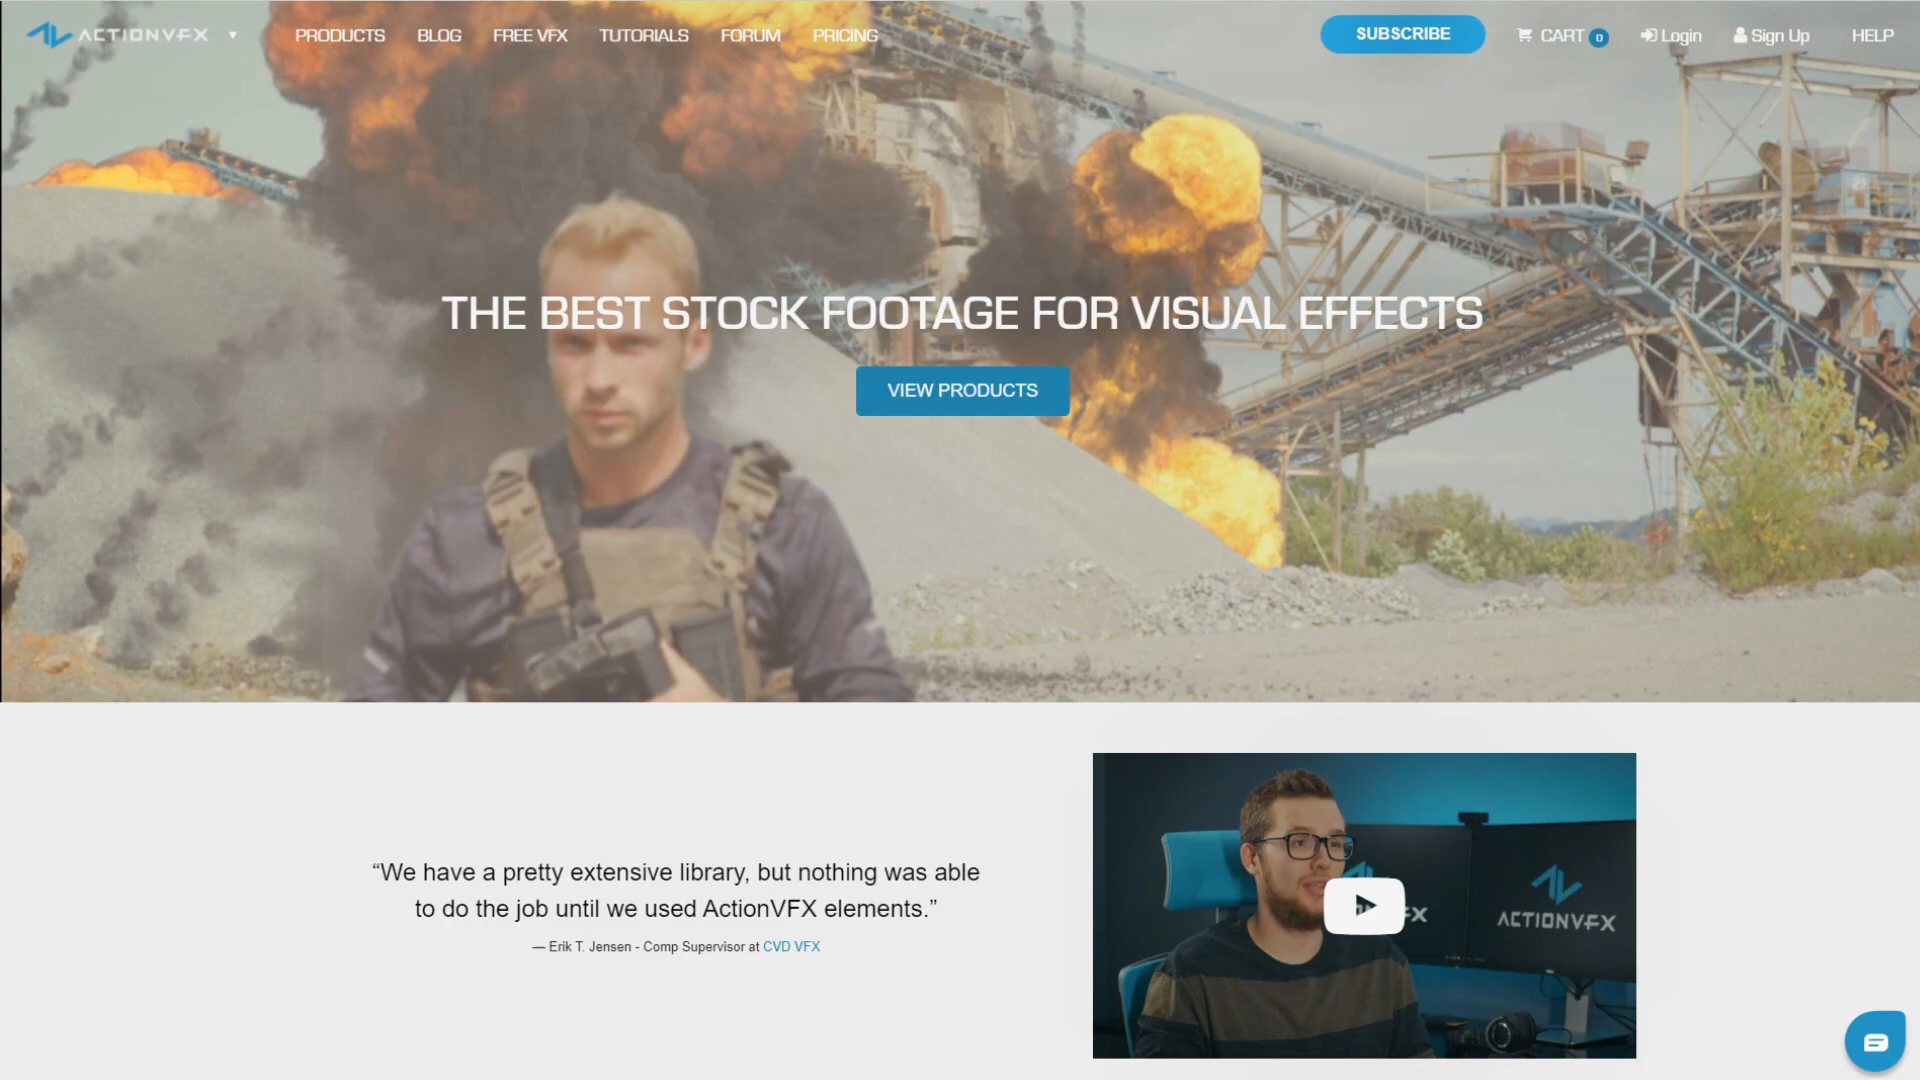 ACTIONVFX
PRODUCTS
BLOG
FREE VFX
TUTORIALS
FORUM
PRICING
SUBSCRIBE
CART 0
Login
Sign Up
HELP
THE BEST STOCK FOOTAGE FOR VISUAL EFFECTS
VIEW PRODUCTS
“We have a pretty extensive library, but nothing was able
to do the job until we used ActionVFX elements.”
— Erik T. Jensen - Comp Supervisor at CVD VFX
ACTIONVFX